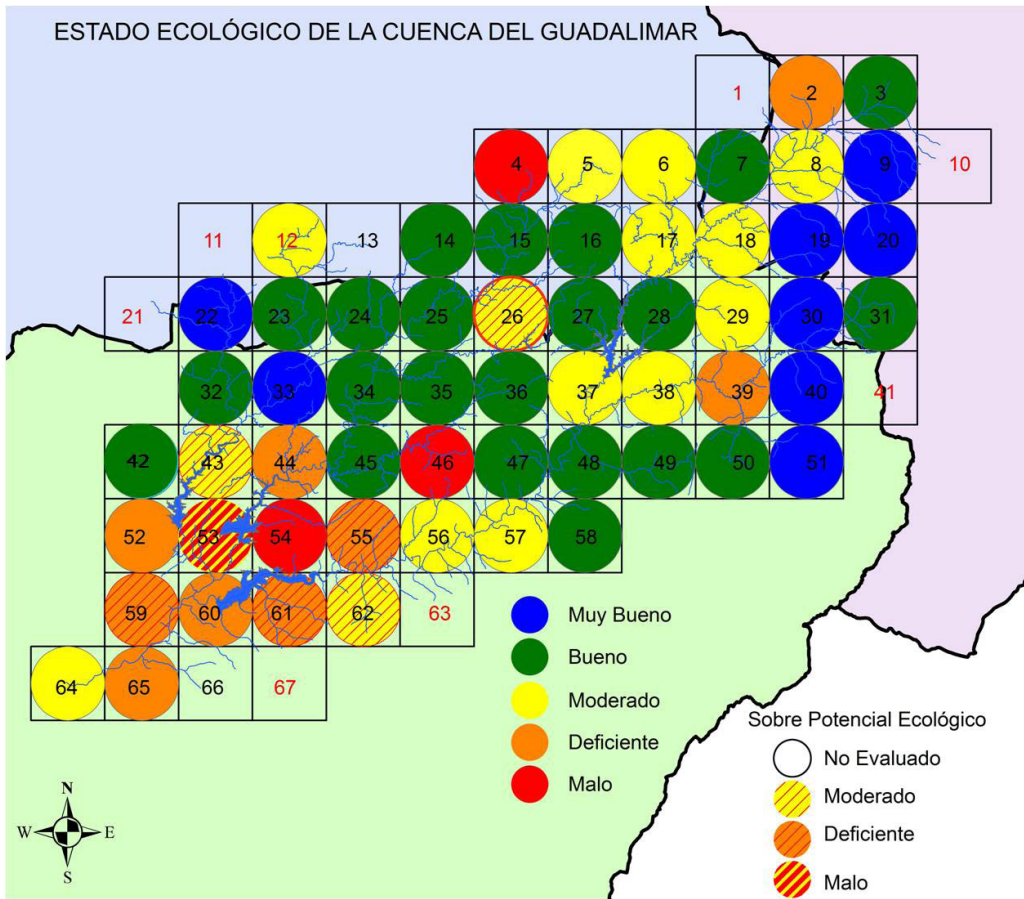 ESTADO ECOLÓGICO DE LA CUENCA DEL GUADALIMAR
1 2 3
4 5 6 7 8 9 10
11 12 13 14 15 16 17 18 19 20
21 22 23 24 25 26 27 28 29 30 31
32 33 34 35 36 37 38 39 40 41
42 43 44 45 46 47 48 49 50 51
52 53 54 55 56 57 58
59 60 61 62 63
64 65 66 67
Muy Bueno
Bueno
Moderado
Deficiente
Malo
Sobre Potencial Ecológico
No Evaluado
Moderado
Deficiente
Malo
N
W E
S